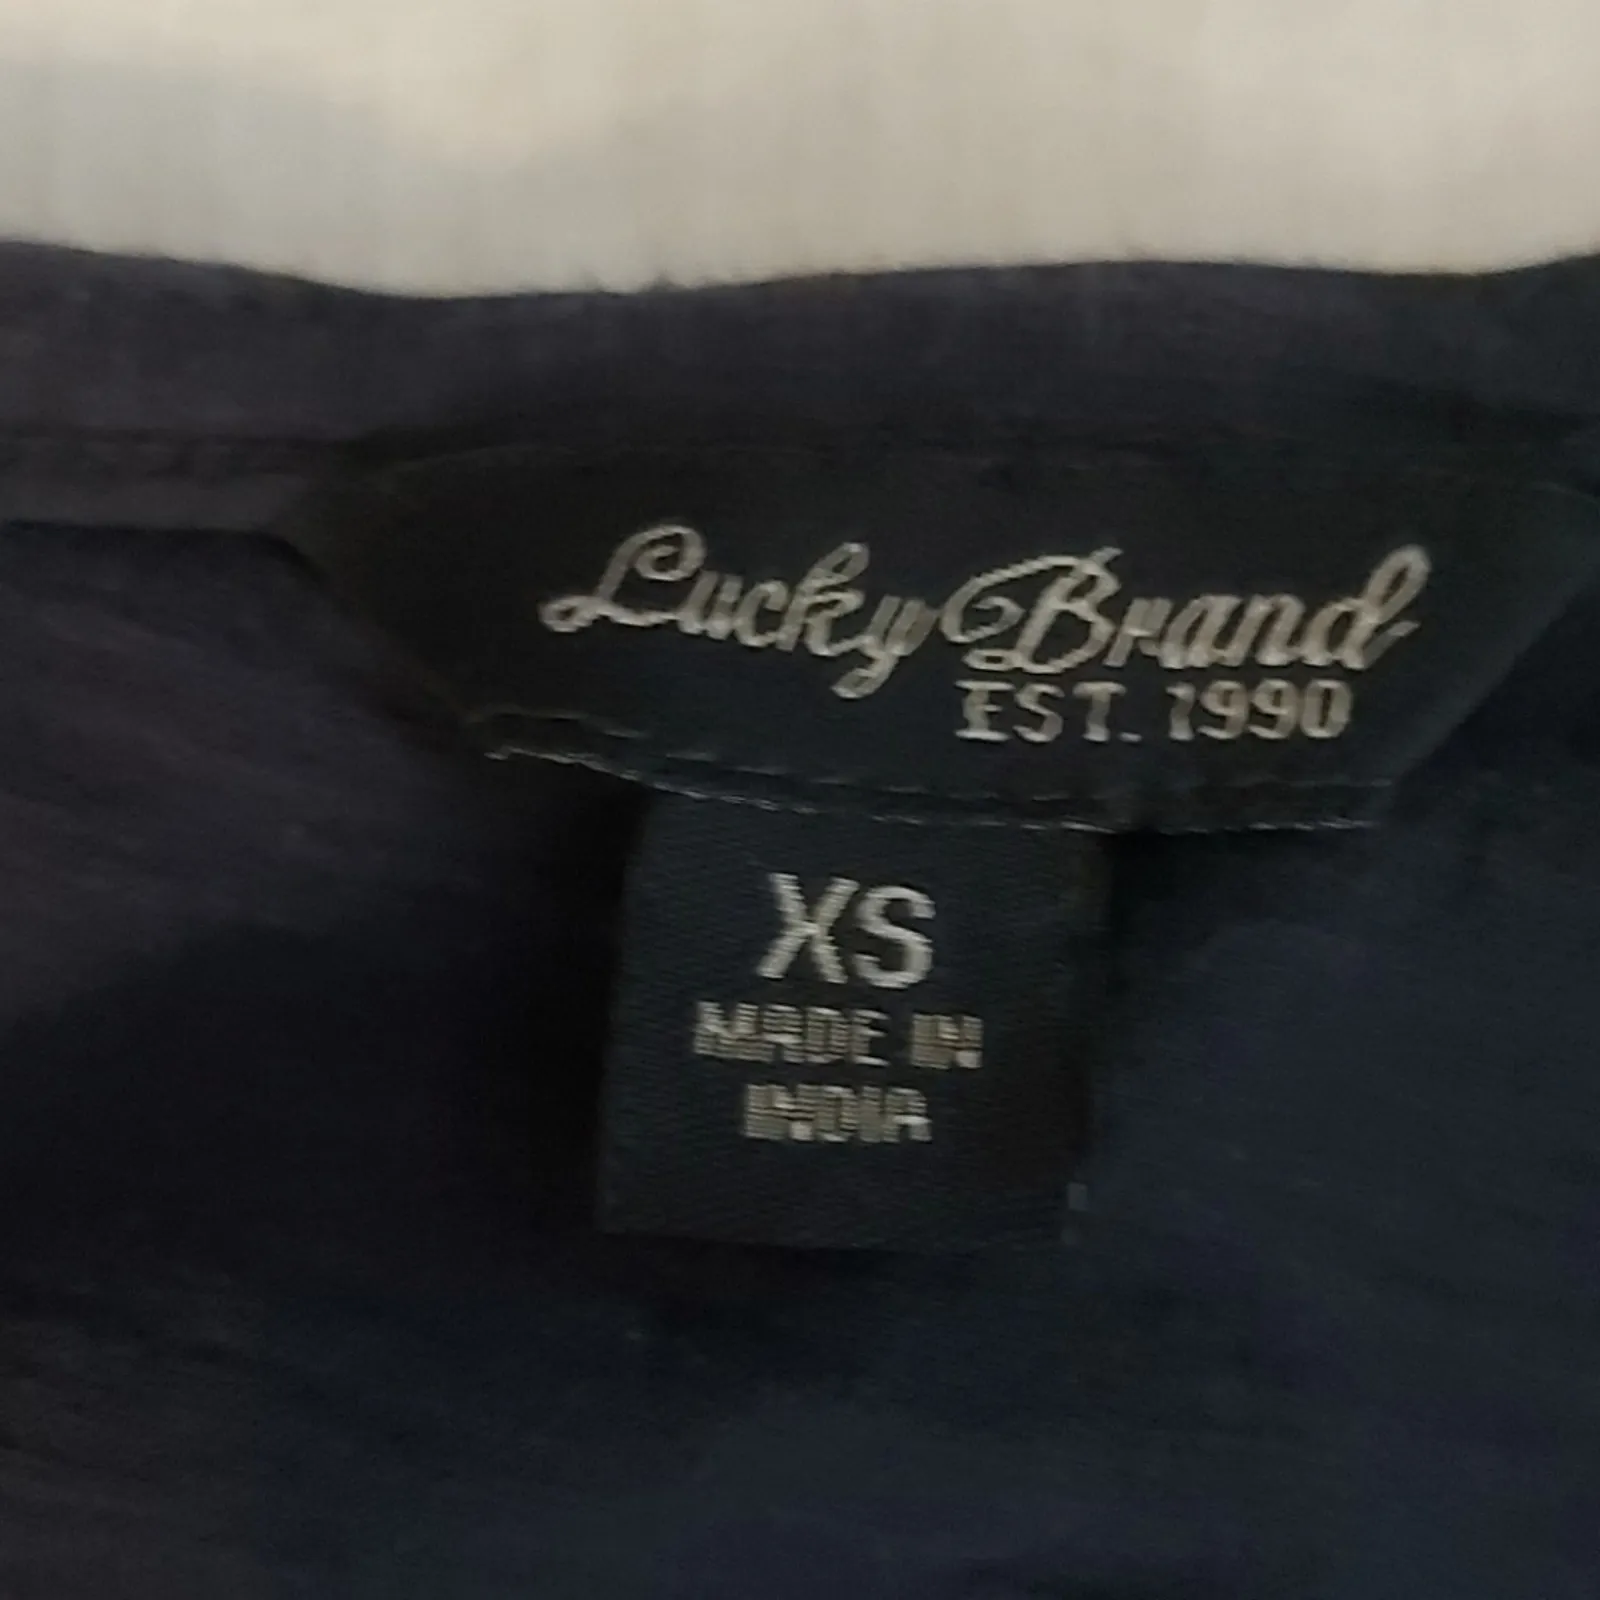 Lucky Brand
EST. 1990
XS
MADE IN
INDIA